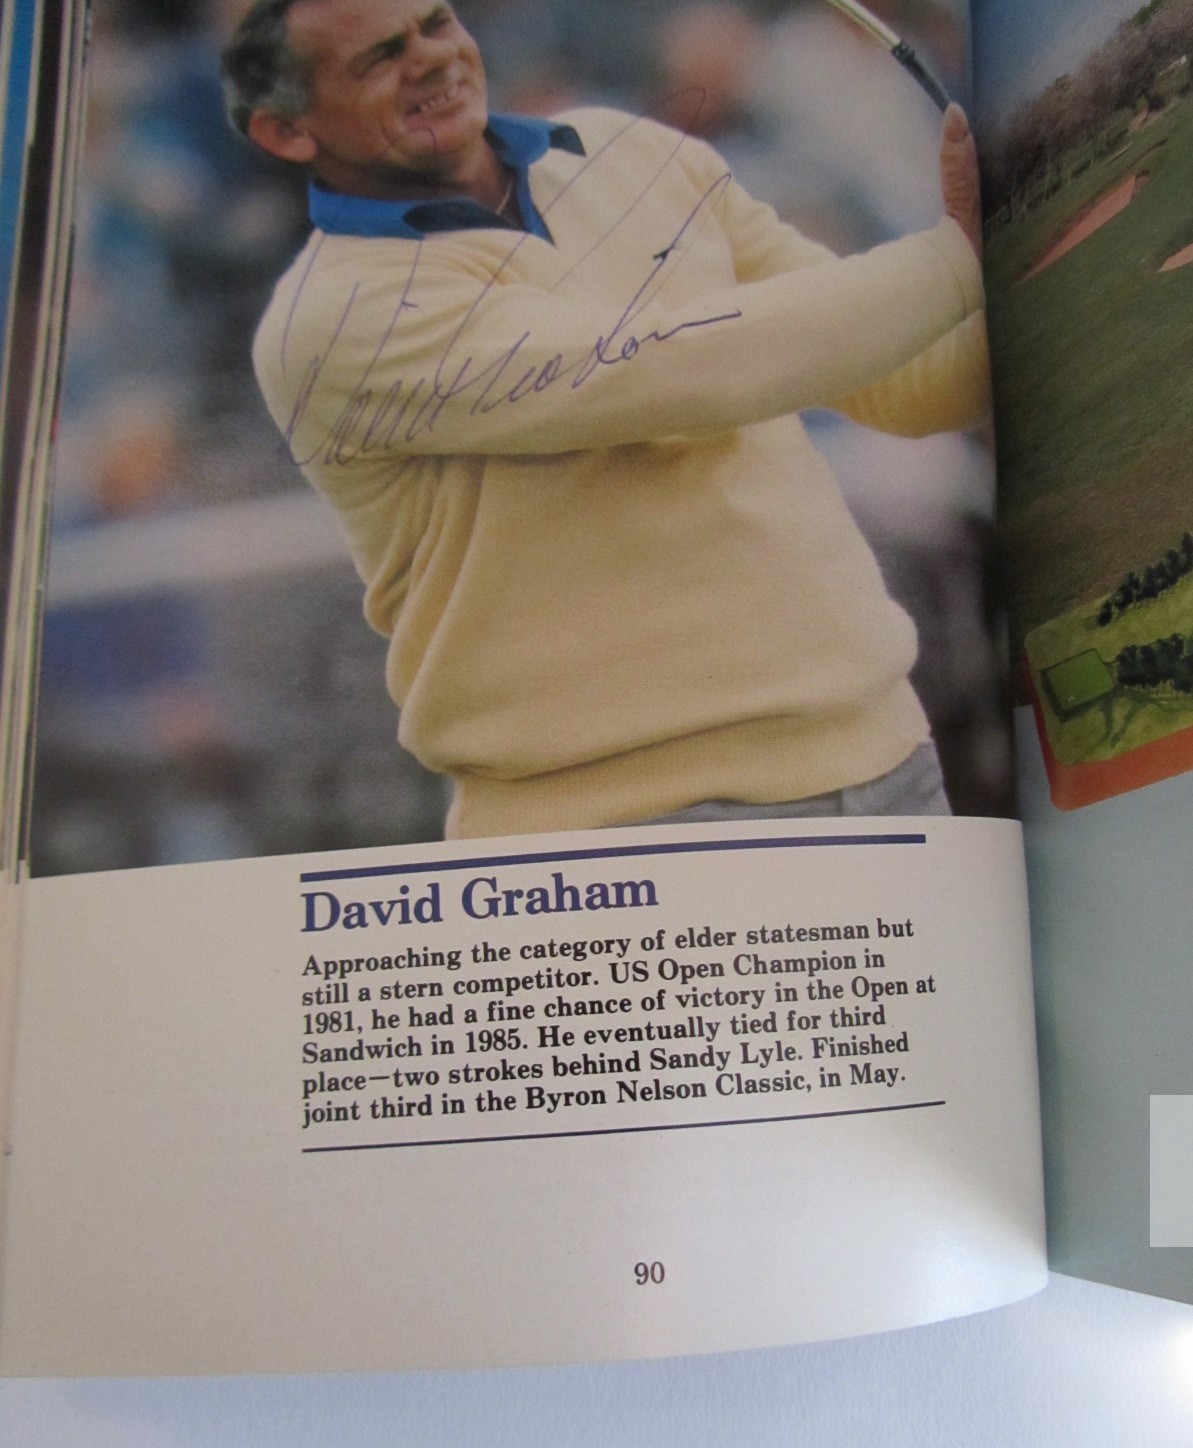 David Graham
Approaching the category of elder statesman but
still a stern competitor. US Open Champion in
1981, he had a fine chance of victory in the Open at
Sandwich in 1985. He eventually tied for third
place—two strokes behind Sandy Lyle. Finished
joint third in the Byron Nelson Classic, in May.
90